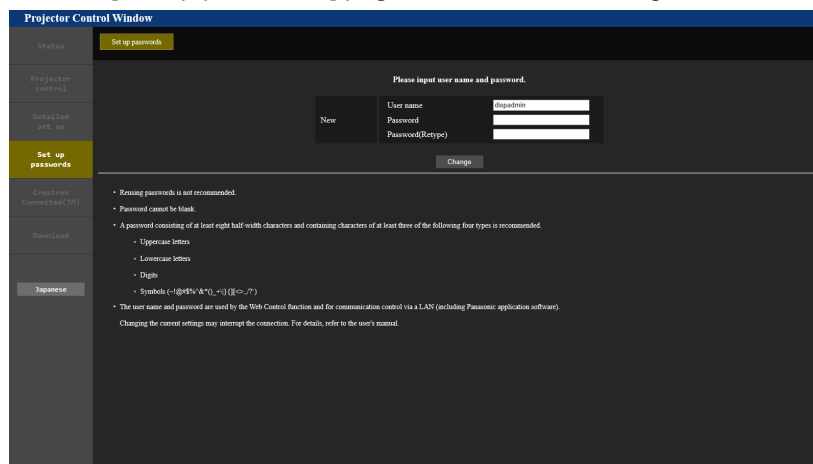 Projector Control Window
Status
Projector
control
Detailed
set up
Set up
passwords
Crestron
Connected(TM)
Download
Japanese
Set up passwords
Please input user name and password.
New
User name
dispadmin
Password
Password(Retype)
Change
• Reusing passwords is not recommended.
• Password cannot be blank.
• A password consisting of at least eight half-width characters and containing characters of at least three of the following four types is recommended.
• Uppercase letters
• Lowercase letters
• Digits
• Symbols
• The user name and password are used by the Web Control function and for communication control via a LAN (including Panasonic application software).
Changing the current settings may interrupt the connection. For details, refer to the user's manual.